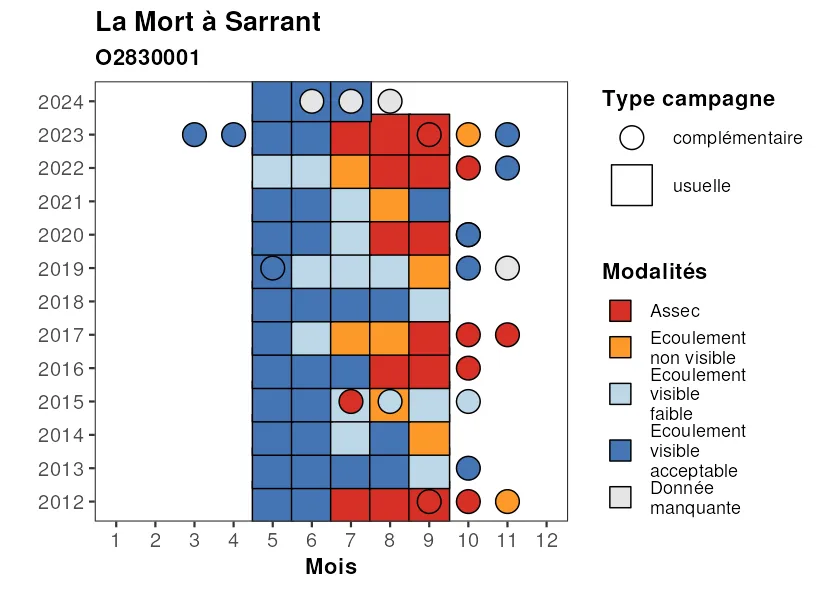 La Mort à Sarrant
O2830001
2024
2023
2022
2021
2020
2019
2018
2017
2016
2015
2014
2013
2012
1 2 3 4 5 6 7 8 9 10 11 12
Mois
Type campagne
complémentaire
usuelle
Modalités
Assec
Ecoulement
non visible
Ecoulement
visible
faible
Ecoulement
visible
acceptable
Donnée
manquante